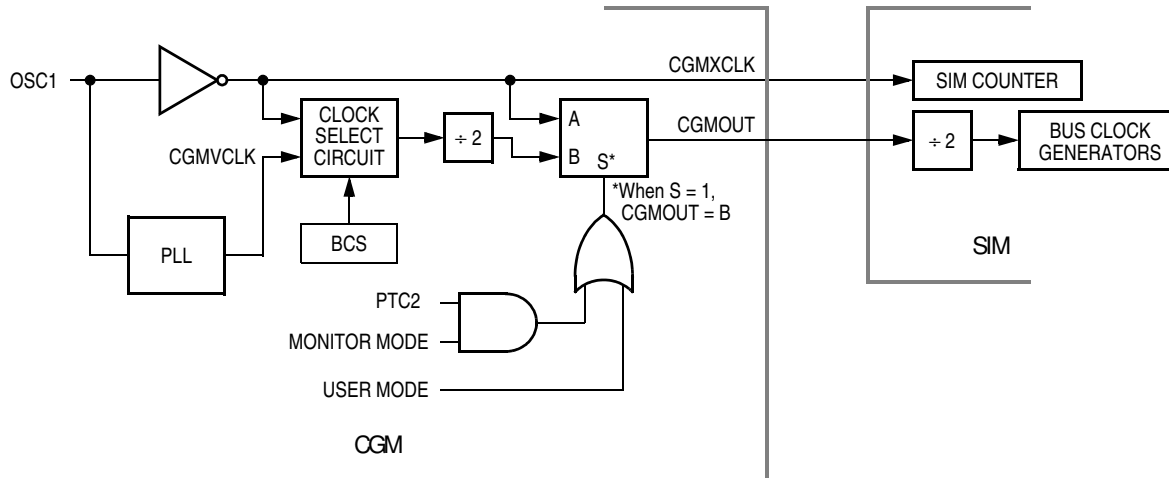 OSC1
CGMXCLK
SIM COUNTER
CLOCK
SELECT
CIRCUIT
÷ 2
A
B
S*
CGMOUT
÷ 2
BUS CLOCK
GENERATORS
CGMVCLK
*When S = 1,
CGMOUT = B
BCS
PLL
SIM
PTC2
MONITOR MODE
USER MODE
CGM